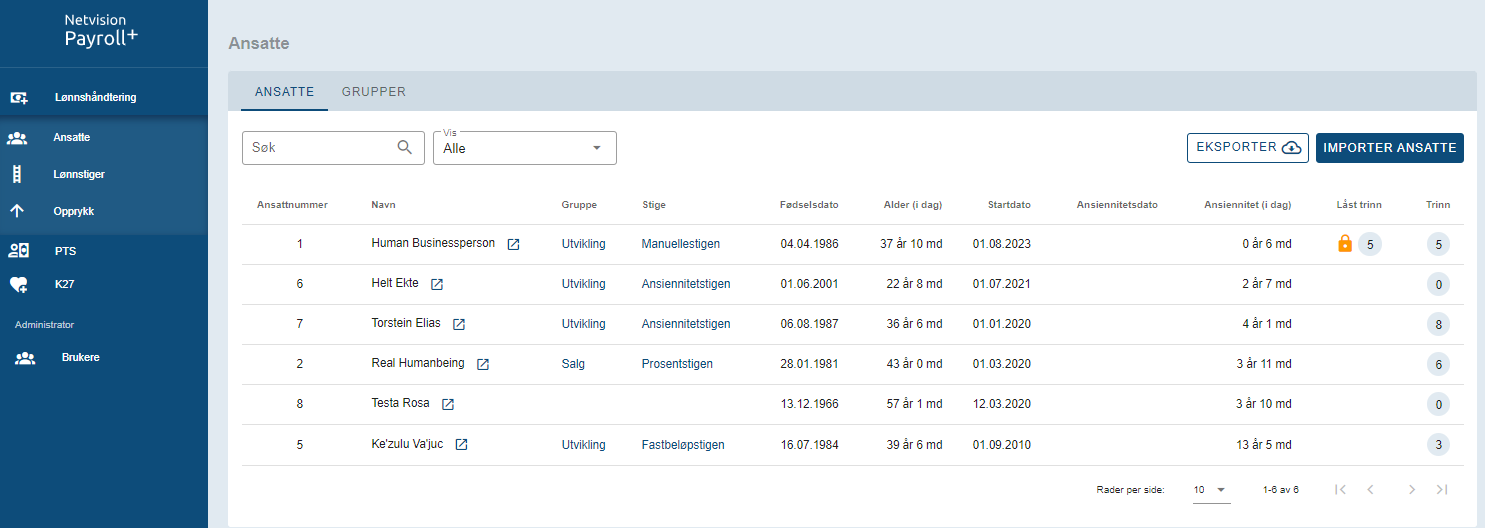 Netvision
Payroll+
Lønnshåndtering
Ansatte
Lønnstiger
Opprykk
PTS
K27
Administrator
Brukere
Ansatte
ANSATTE GRUPPER
Søk Vis Alle EKSPORTER IMPORTER ANSATTE
Ansattnummer Navn Gruppe Stige Fødselsdato Alder (i dag) Startdato Ansiennitetsdato Ansiennitet (i dag) Låst trinn Trinn
1 Human Businessperson Utvikling Manuellestigen 04.04.1986 37 år 10 md 01.08.2023 0 år 6 md 5 5
6 Helt Ekte Utvikling Ansiennitetstigen 01.06.2001 22 år 8 md 01.07.2021 2 år 7 md 0
7 Torstein Elias Utvikling Ansiennitetstigen 06.08.1987 36 år 6 md 01.01.2020 4 år 1 md 8
2 Real Humanbeing Salg Prosentstigen 28.01.1981 43 år 0 md 01.03.2020 3 år 11 md 6
8 Testa Rosa 13.12.1966 57 år 1 md 12.03.2020 3 år 10 md 0
5 Ke'zulu Va'juc Utvikling Fastbeløpstigen 16.07.1984 39 år 6 md 01.09.2010 13 år 5 md 3
Rader per side: 10 1-6 av 6